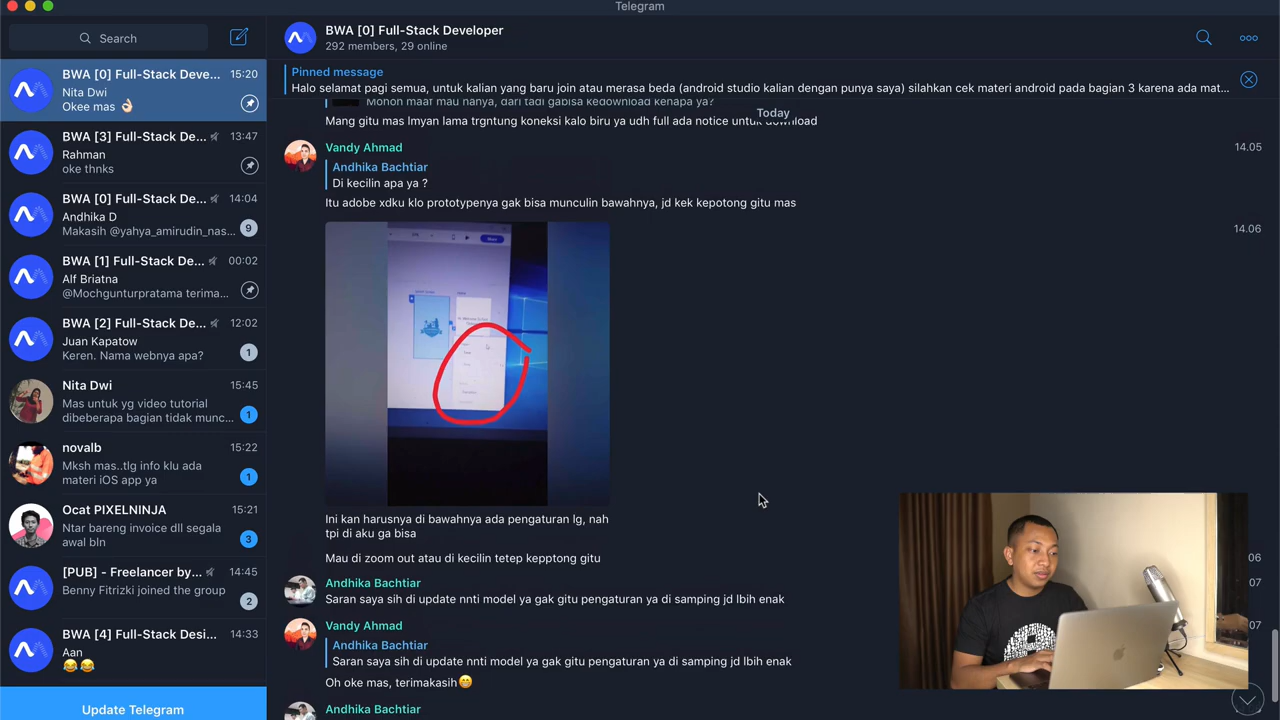 Telegram
Search
BWA [0] Full-Stack Deve... 15:20
Nita Dwi
Okee mas 👌🏻
BWA [3] Full-Stack De... 13:47
Rahman
oke thnks
BWA [0] Full-Stack De... 14:04
Andhika D
Makasih @yahya_amirudin_nas... 9
BWA [1] Full-Stack De... 00:02
Alf Briatna
@Mochgunturpratama terima...
BWA [2] Full-Stack De... 12:02
Juan Kapatow
Keren. Nama webnya apa? 1
Nita Dwi 15:45
Mas untuk yg video tutorial
dibeberapa bagian tidak munc... 1
novalb 15:22
Mksh mas..tlg info klu ada
materi iOS app ya 1
Ocat PIXELNINJA 15:21
Ntar bareng invoice dll segala
awal bln 3
[PUB] - Freelancer by... 14:45
Benny Fitrizki joined the group 2
BWA [4] Full-Stack Desi... 14:33
Aan
😂😂
Update Telegram
BWA [0] Full-Stack Developer
292 members, 29 online
Pinned message
Halo selamat pagi semua, untuk kalian yang baru join atau merasa beda (android studio kalian dengan punya saya) silahkan cek materi android pada bagian 3 karena ada mat...
Mohon maaf mau nanya, dari tadi gabisa kedownload kenapa ya?
Today
Mang gitu mas lmyan lama trgntung koneksi kalo biru ya udh full ada notice untuk download
Vandy Ahmad 14.05
Andhika Bachtiar
Di kecilin apa ya ?
Itu adobe xdku klo prototypenya gak bisa munculin bawahnya, jd kek kepotong gitu mas
14.06
Ini kan harusnya di bawahnya ada pengaturan lg, nah
tpi di aku ga bisa
Mau di zoom out atau di kecilin tetep kepptong gitu 06
Andhika Bachtiar 07
Saran saya sih di update nnti model ya gak gitu pengaturan ya di samping jd lbih enak
Vandy Ahmad 07
Andhika Bachtiar
Saran saya sih di update nnti model ya gak gitu pengaturan ya di samping jd lbih enak
Oh oke mas, terimakasih😁
Andhika Bachtiar